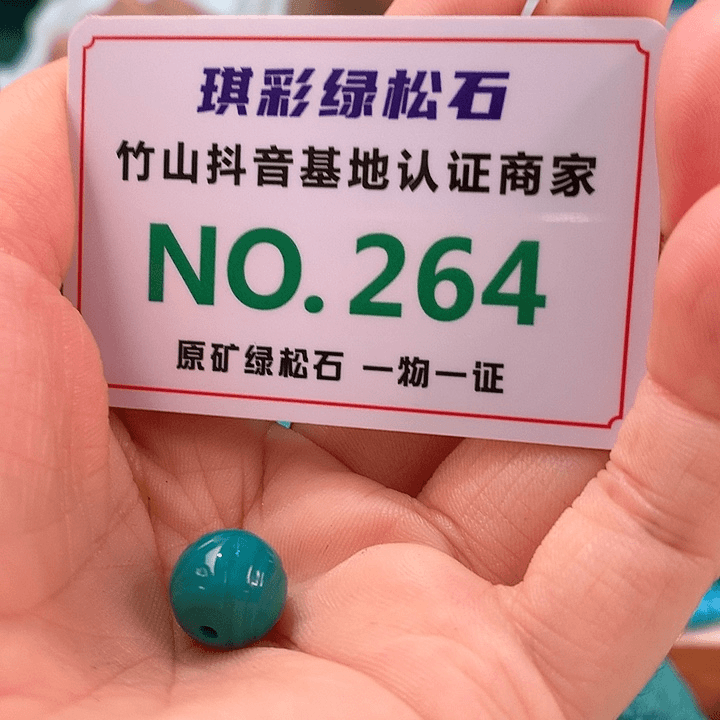 琪彩绿松石
竹山抖音基地认证商家
NO.264
原矿绿松石 一物一证